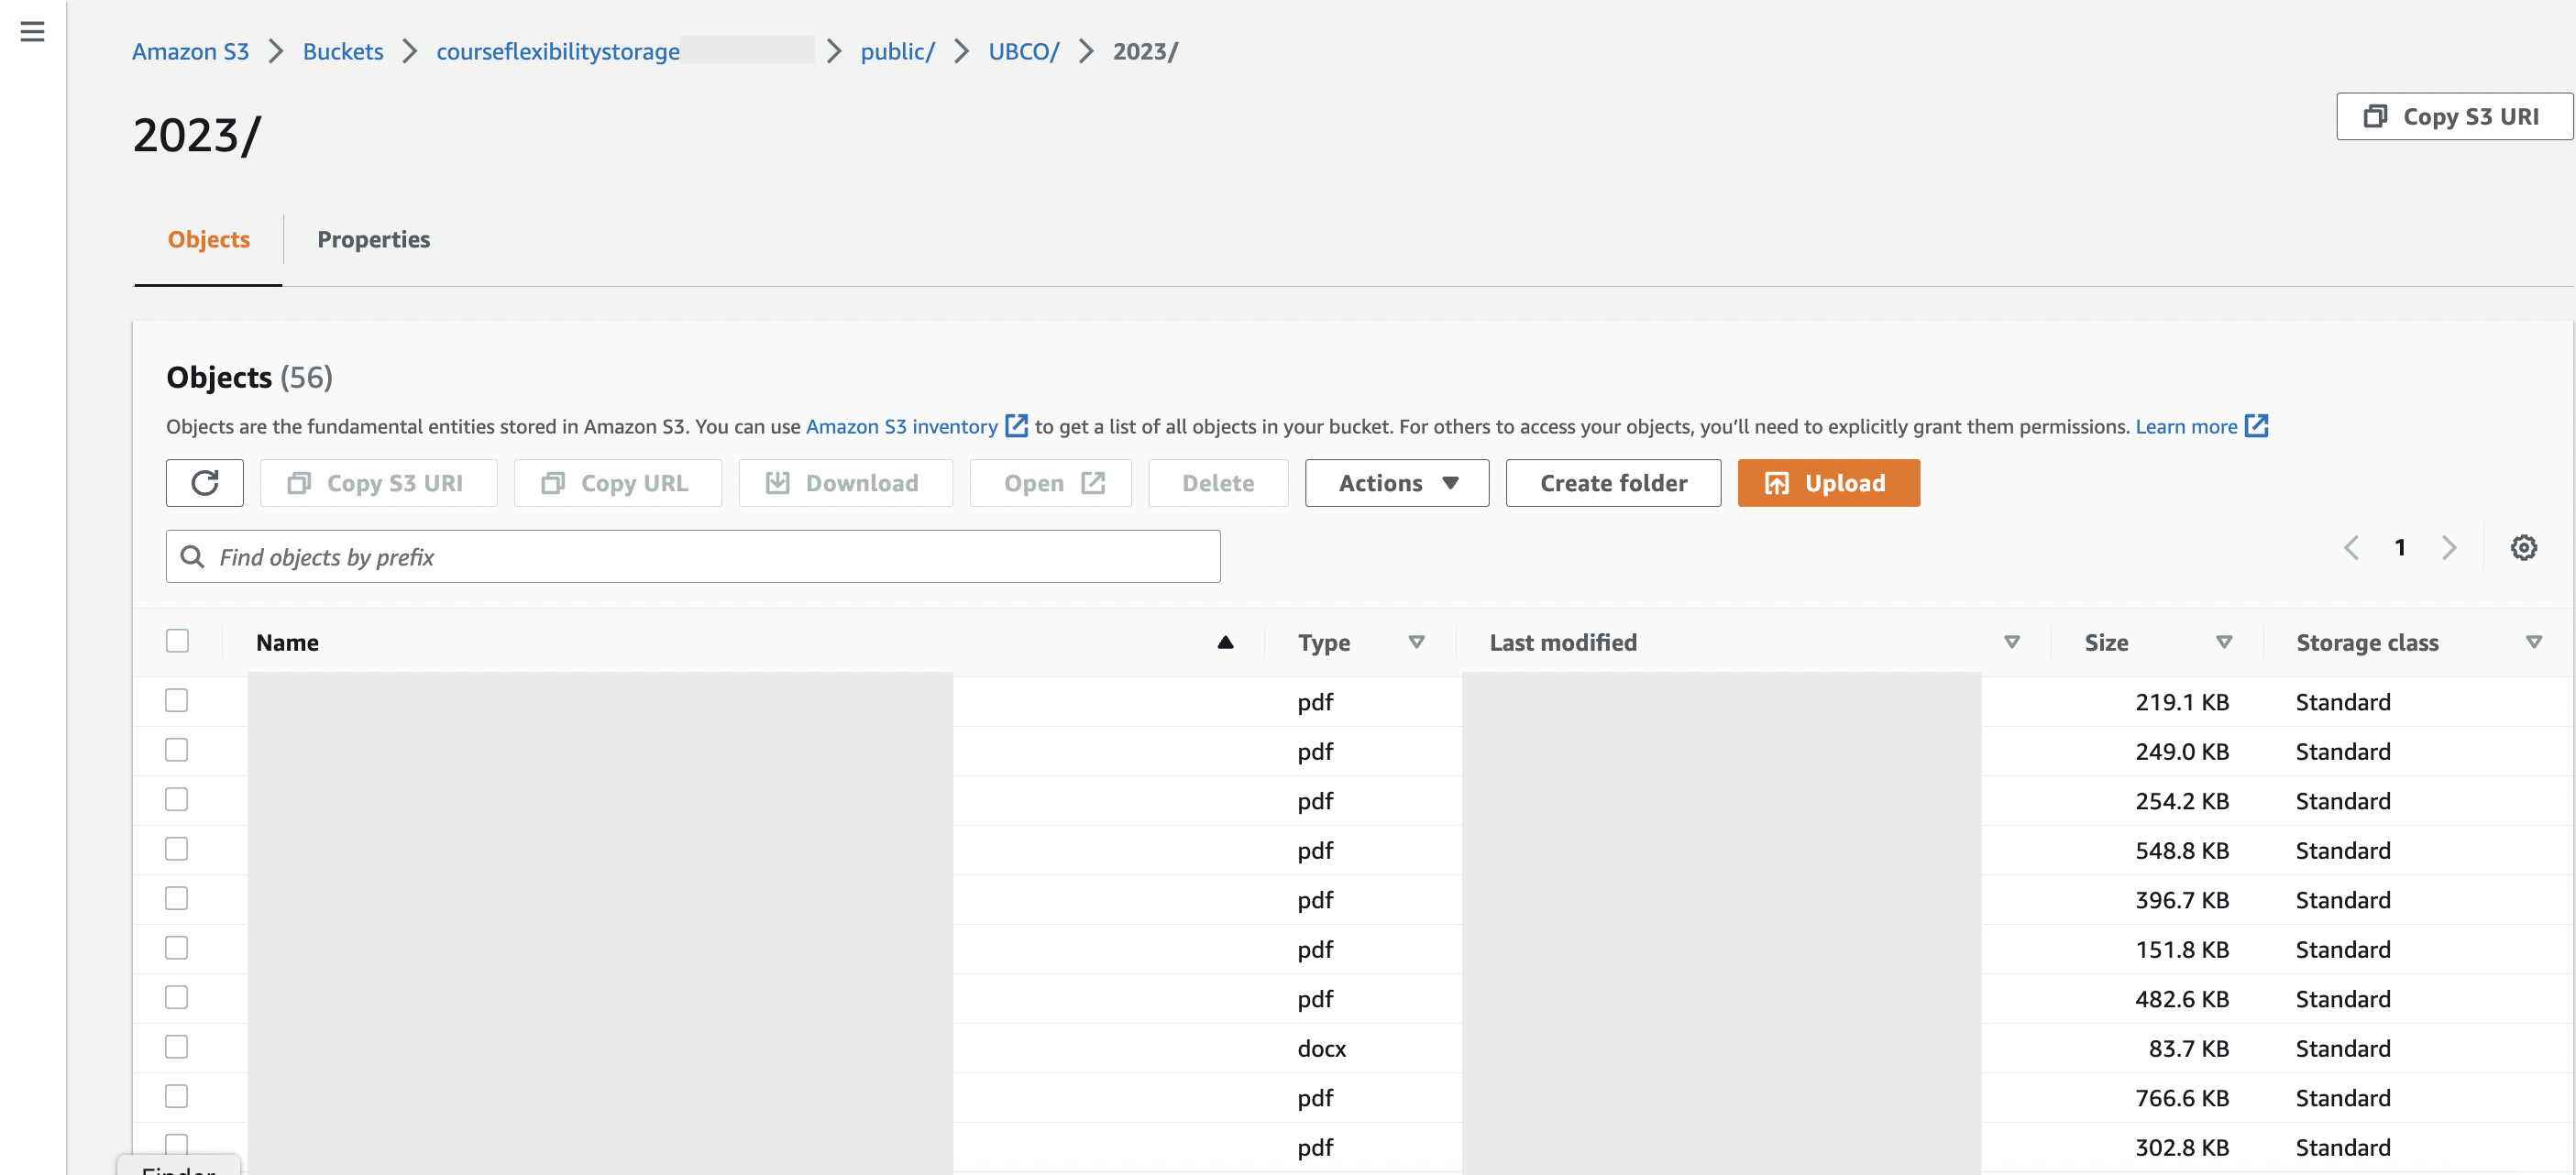 Amazon S3 > Buckets > courseflexibilitystorage > public/ > UBCO/ > 2023/
2023/
Copy S3 URI
Objects Properties
Objects (56)
Objects are the fundamental entities stored in Amazon S3. You can use Amazon S3 inventory to get a list of all objects in your bucket. For others to access your objects, you’ll need to explicitly grant them permissions. Learn more
Copy S3 URI Copy URL Download Open Delete Actions Create folder Upload
Find objects by prefix
1
Name Type Last modified Size Storage class
pdf 219.1 KB Standard
pdf 249.0 KB Standard
pdf 254.2 KB Standard
pdf 548.8 KB Standard
pdf 396.7 KB Standard
pdf 151.8 KB Standard
pdf 482.6 KB Standard
docx 83.7 KB Standard
pdf 766.6 KB Standard
pdf 302.8 KB Standard
Finder